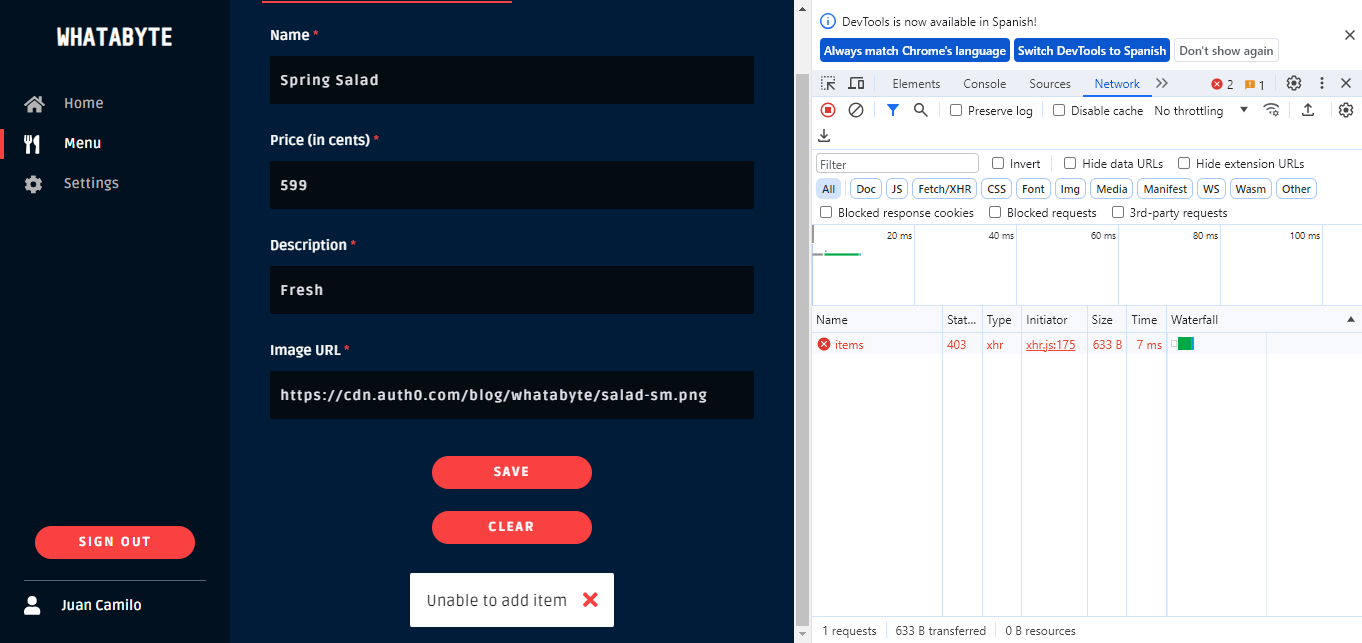 WHATABYTE
Home
Menu
Settings
SIGN OUT
Juan Camilo
Name *
Spring Salad
Price (in cents) *
599
Description *
Fresh
Image URL *
https://cdn.auth0.com/blog/whatabyte/salad-sm.png
SAVE
CLEAR
Unable to add item
DevTools is now available in Spanish!
Always match Chrome's language Switch DevTools to Spanish Don't show again
Elements Console Sources Network 2 1
Preserve log Disable cache No throttling
Filter Invert Hide data URLs Hide extension URLs
All Doc JS Fetch/XHR CSS Font Img Media Manifest WS Wasm Other
Blocked response cookies Blocked requests 3rd-party requests
20 ms 40 ms 60 ms 80 ms 100 ms
Name Stat... Type Initiator Size Time Waterfall
items 403 xhr xhr.js:175 633 B 7 ms
1 requests 633 B transferred 0 B resources